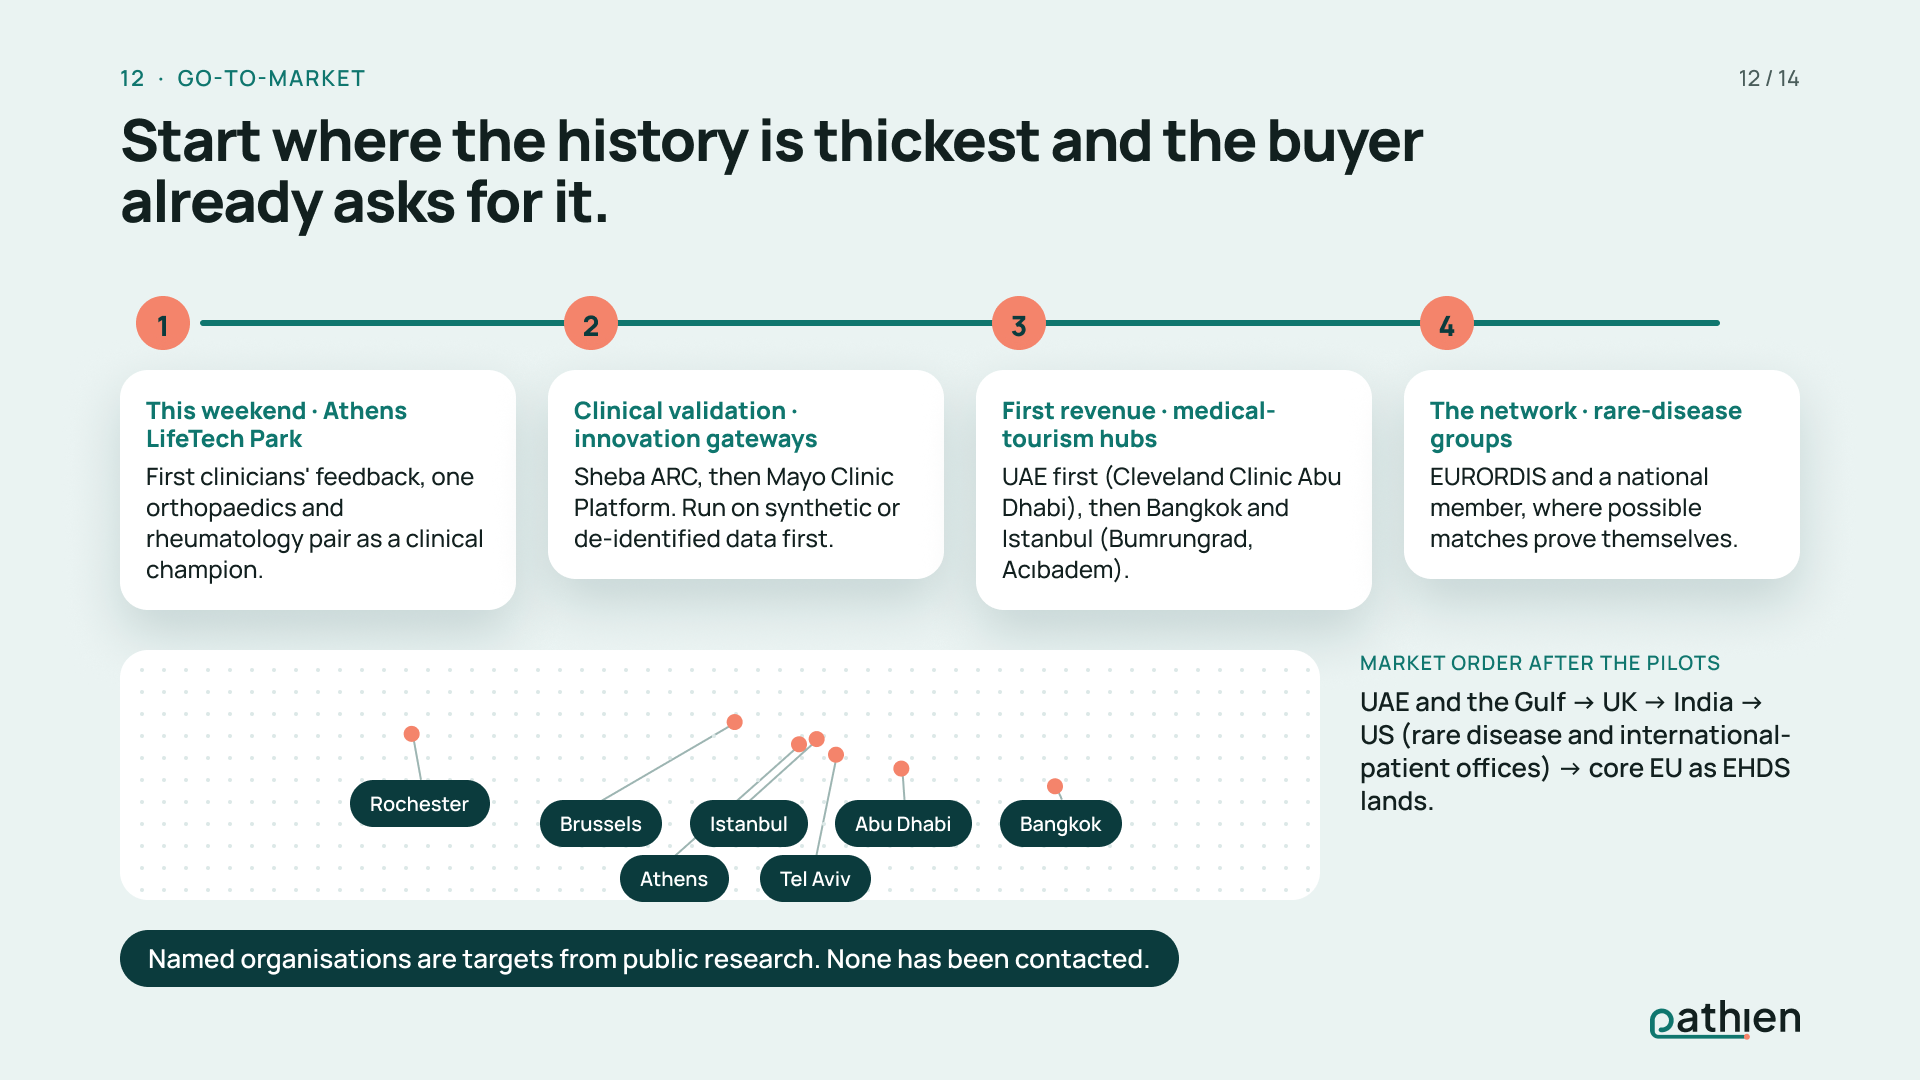 12 · GO-TO-MARKET
12 / 14
Start where the history is thickest and the buyer
already asks for it.
1
2
3
4
This weekend · Athens
LifeTech Park
First clinicians' feedback, one
orthopaedics and
rheumatology pair as a clinical
champion.
Clinical validation ·
innovation gateways
Sheba ARC, then Mayo Clinic
Platform. Run on synthetic or
de-identified data first.
First revenue · medical-
tourism hubs
UAE first (Cleveland Clinic Abu
Dhabi), then Bangkok and
Istanbul (Bumrungrad,
Acıbadem).
The network · rare-disease
groups
EURORDIS and a national
member, where possible
matches prove themselves.
Rochester
Brussels
Istanbul
Abu Dhabi
Bangkok
Athens
Tel Aviv
MARKET ORDER AFTER THE PILOTS
UAE and the Gulf → UK → India →
US (rare disease and international-
patient offices) → core EU as EHDS
lands.
Named organisations are targets from public research. None has been contacted.
pathien